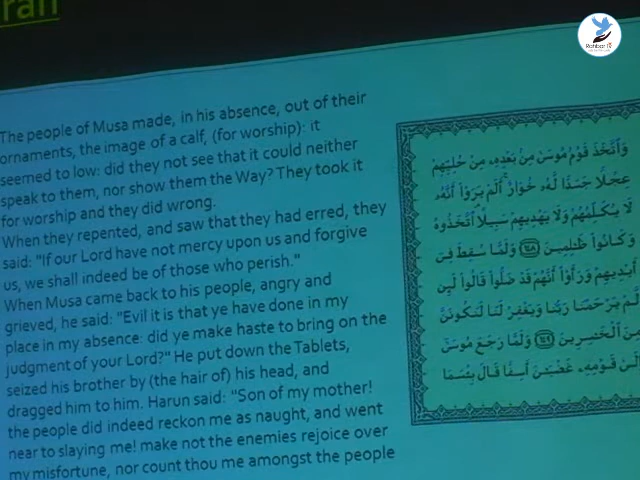 The people of Musa made, in his absence, out of their
ornaments, the image of a calf, (for worship): it
seemed to low: did they not see that it could neither
speak to them, nor show them the Way? They took it
for worship and they did wrong.
When they repented, and saw that they had erred, they
said: "If our Lord have not mercy upon us and forgive
us, we shall indeed be of those who perish."
When Musa came back to his people, angry and
grieved, he said: "Evil it is that ye have done in my
place in my absence: did ye make haste to bring on the
judgment of your Lord?" He put down the Tablets,
seized his brother by (the hair of) his head, and
dragged him to him. Harun said: "Son of my mother!
the people did indeed reckon me as naught, and went
near to slaying me! make not the enemies rejoice over
my misfortune, nor count thou me amongst the people
وَٱتَّخَذَ قَوْمُ مُوسَىٰ مِنۢ بَعْدِهِۦ مِنْ حُلِيِّهِمْ
عِجْلًا جَسَدًا لَّهُۥ خُوَارٌ ۚ أَلَمْ يَرَوْا۟ أَنَّهُۥ
لَا يُكَلِّمُهُمْ وَلَا يَهْدِيهِمْ سَبِيلًا ۘ ٱتَّخَذُوهُ
وَكَانُوا۟ ظَٰلِمِينَ ١٤٨ وَلَمَّا سُقِطَ فِىٓ
أَيْدِيهِمْ وَرَأَوْا۟ أَنَّهُمْ قَدْ ضَلُّوا۟ قَالُوا۟ لَئِن
لَّمْ يَرْحَمْنَا رَبُّنَا وَيَغْفِرْ لَنَا لَنَكُونَنَّ
مِنَ ٱلْخَٰسِرِينَ ١٤٩ وَلَمَّا رَجَعَ مُوسَىٰٓ
إِلَىٰ قَوْمِهِۦ غَضْبَٰنَ أَسِفًا قَالَ بِئْسَمَا